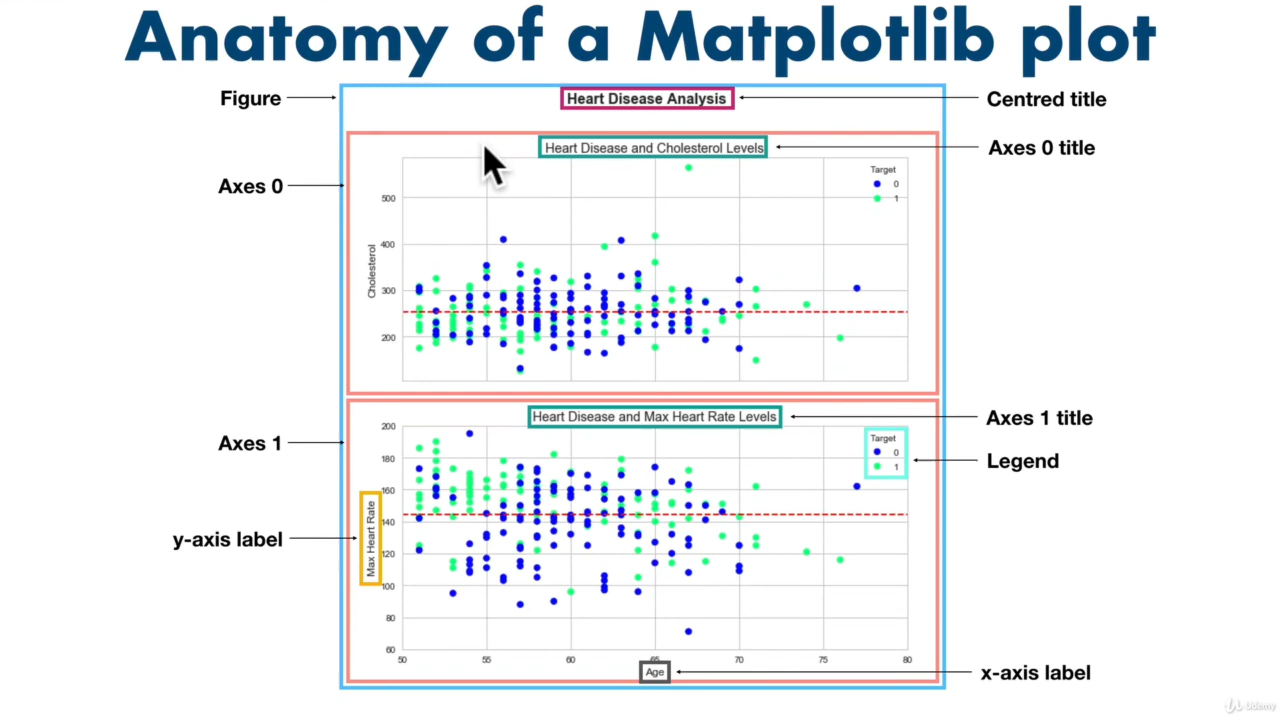 Anatomy of a Matplotlib plot
Figure
Heart Disease Analysis
Centred title
Heart Disease and Cholesterol Levels
Axes 0 title
Axes 0
Target
0
1
500
400
300
200
Cholesterol
Heart Disease and Max Heart Rate Levels
Axes 1 title
Axes 1
Target
0
1
Legend
200
180
160
140
120
100
80
60
y-axis label
Max Heart Rate
50 55 60 65 70 75 80
Age
x-axis label
Udemy